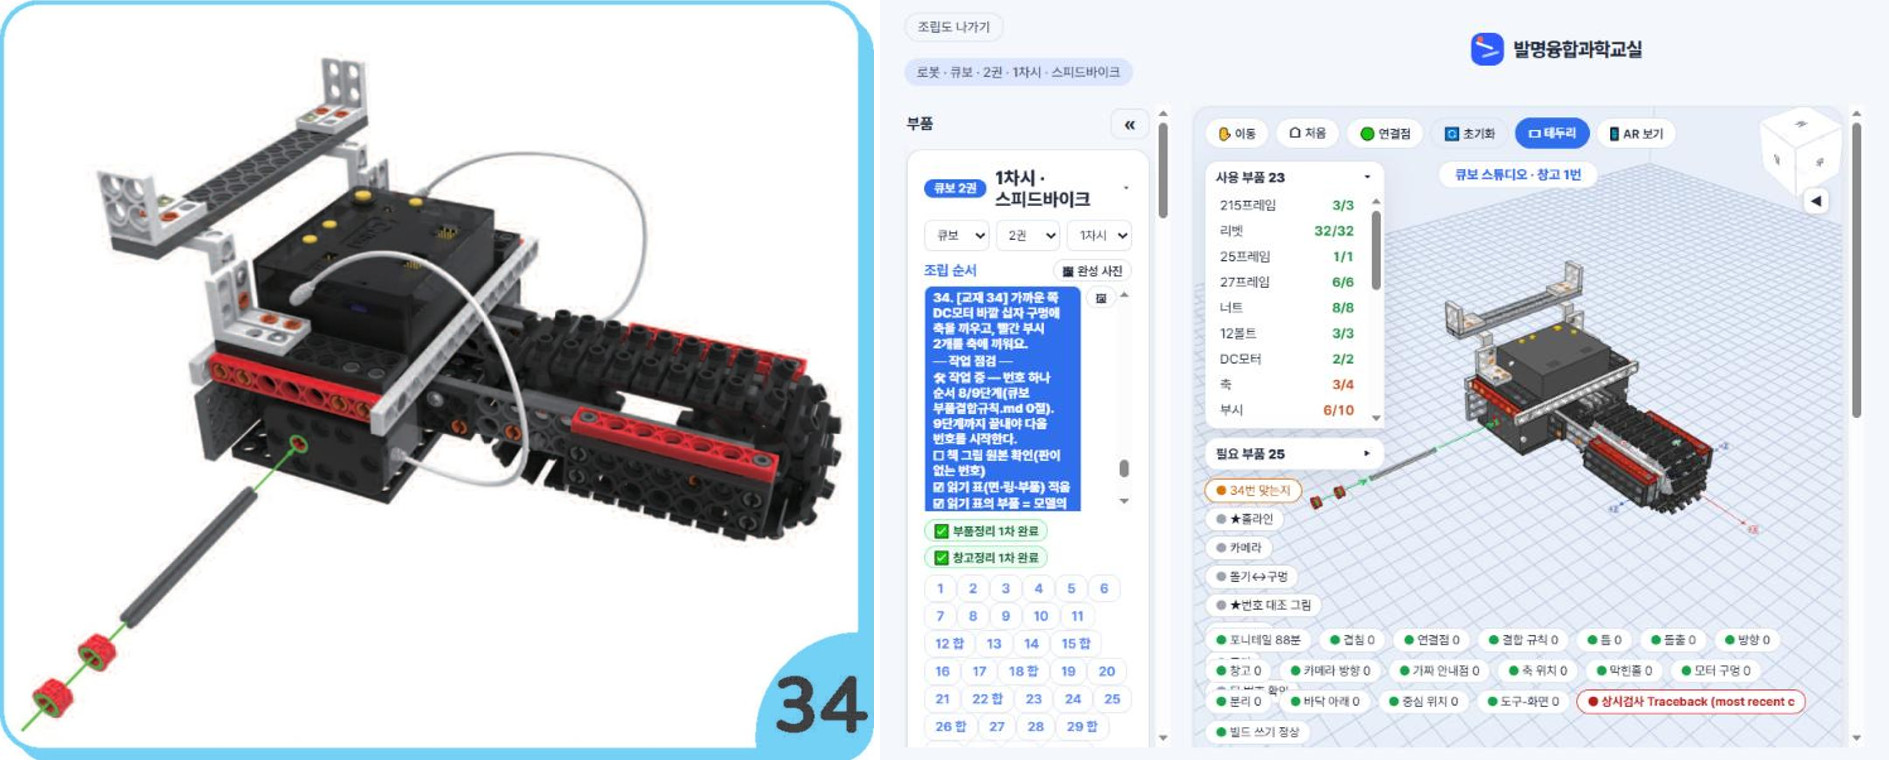 34
조립도 나가기
로봇 · 큐보 · 2권 · 1차시 · 스피드바이크
발명융합과학교실
부품
«
큐보 2권
1차시 ·
스피드바이크
큐보
2권
1차시
조립 순서
완성 사진
34. [교재 34] 가까운 쪽
DC모터 바깥 십자 구멍에
축을 끼우고, 빨간 부시
2개를 축에 끼워요.
— 작업 점검 —
🛠 작업 중 — 번호 하나
순서 8/9단계(큐보
부품결합규칙.md 0절).
9단계까지 끝내야 다음
번호를 시작한다.
☐ 책 그림 원본 확인(판이
없는 번호)
☑ 읽기 표(면·링·부품) 적음
☑ 읽기 표의 부품 = 모델의
✅ 부품정리 1차 완료
✅ 창고정리 1차 완료
1 2 3 4 5 6
7 8 9 10 11
12 합 13 14 15 합
16 17 18 합 19 20
21 22 합 23 24 25
26 합 27 28 29 합
이동
처음
연결점
초기화
테두리
AR 보기
큐보 스튜디오 · 창고 1번
사용 부품 23
215프레임 3/3
리벳 32/32
25프레임 1/1
27프레임 6/6
너트 8/8
12볼트 3/3
DC모터 2/2
축 3/4
부시 6/10
필요 부품 25
34번 맞는지
★홀라인
카메라
돌기↔구멍
★번호 대조 그림
포니테일 88분
겹침 0
연결점 0
결합 규칙 0
틈 0
돌출 0
방향 0
창고 0
카메라 방향 0
가짜 안내점 0
축 위치 0
막힌홀 0
모터 구멍 0
분리 0
바닥 아래 0
중심 위치 0
도구-화면 0
상시검사 Traceback (most recent c
빌드 쓰기 정상